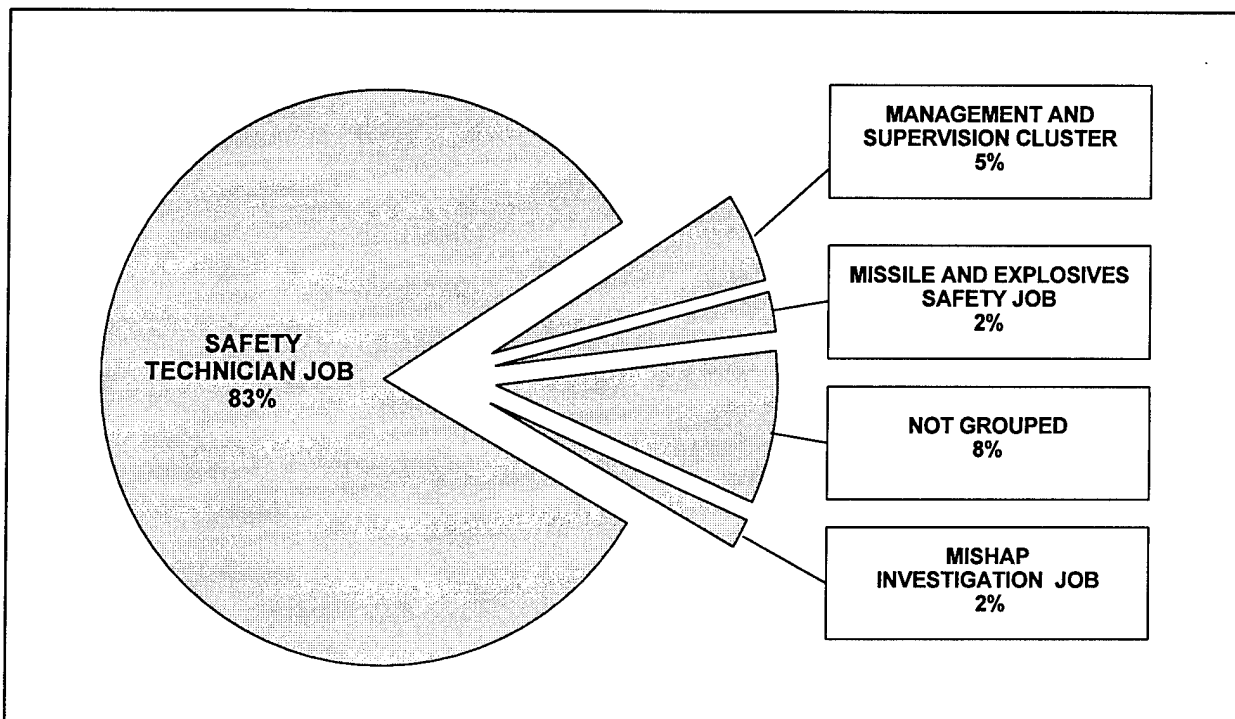 SAFETY
TECHNICIAN JOB
83%
MANAGEMENT AND
SUPERVISION CLUSTER
5%
MISSILE AND EXPLOSIVES
SAFETY JOB
2%
NOT GROUPED
8%
MISHAP
INVESTIGATION JOB
2%